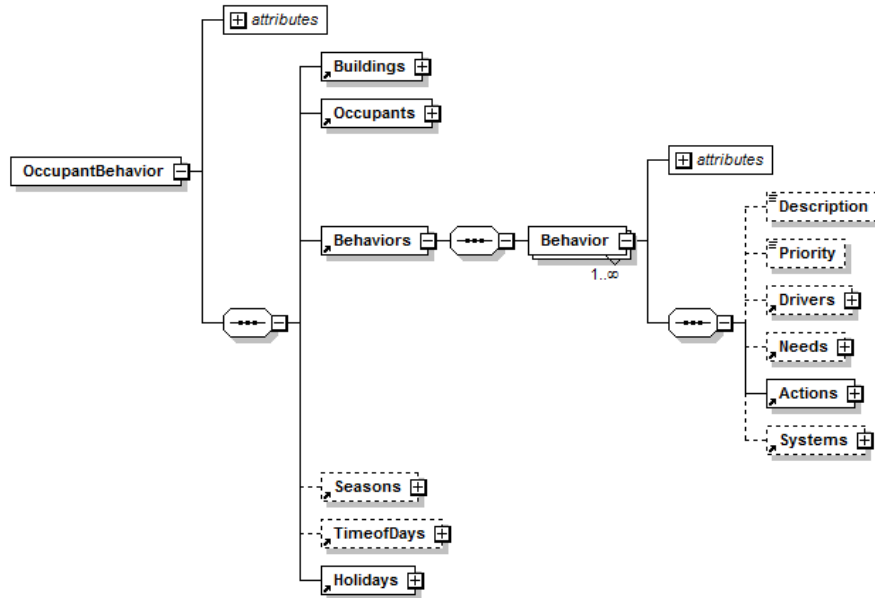 attributes
Buildings
Occupants
OccupantBehavior
attributes
Description
Behaviors
Behavior
Priority
1..∞
Drivers
Needs
Actions
Systems
Seasons
TimeofDays
Holidays